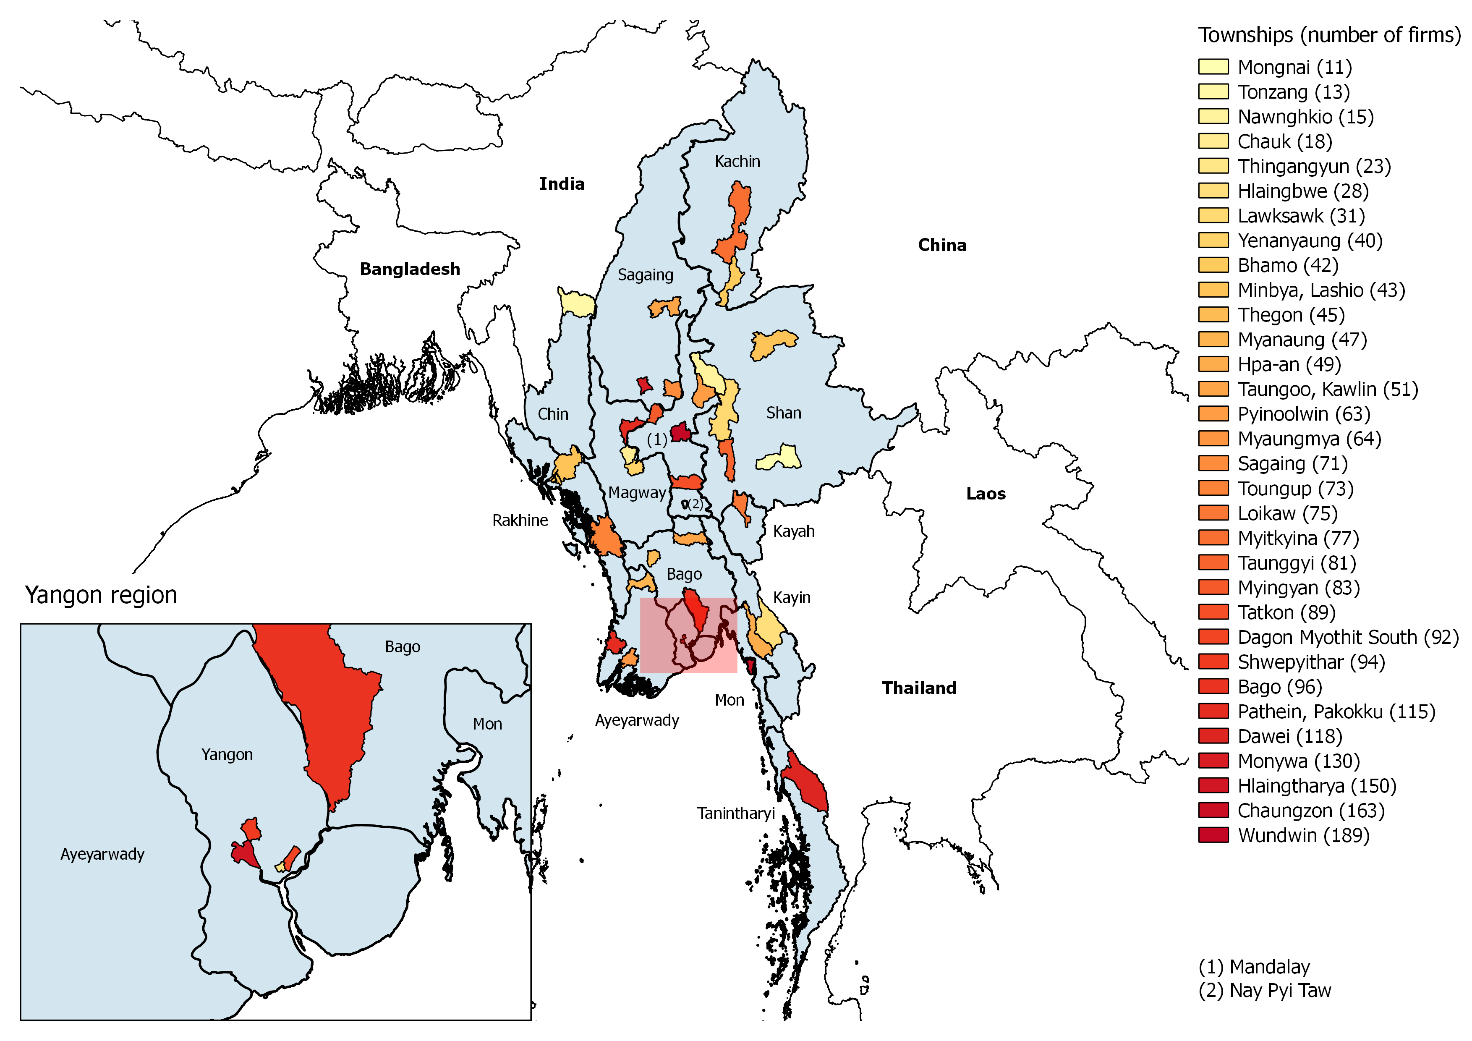 Townships (number of firms)
Mongnai (11)
Tonzang (13)
Nawnghkio (15)
Chauk (18)
Thingangyun (23)
Hlaingbwe (28)
Lawksawk (31)
Yenanyaung (40)
Bhamo (42)
Minbya, Lashio (43)
Thegon (45)
Myanaung (47)
Hpa-an (49)
Taungoo, Kawlin (51)
Pyinoolwin (63)
Myaungmya (64)
Sagaing (71)
Toungup (73)
Loikaw (75)
Myitkyina (77)
Taunggyi (81)
Myingyan (83)
Tatkon (89)
Dagon Myothit South (92)
Shwepyithar (94)
Bago (96)
Pathein, Pakokku (115)
Dawei (118)
Monywa (130)
Hlaingtharya (150)
Chaungzon (163)
Wundwin (189)
(1) Mandalay
(2) Nay Pyi Taw
Kachin
India
China
Bangladesh
Sagaing
Chin
Shan
(1)
Magway
Laos
(2)
Rakhine
Kayah
Bago
Kayin
Thailand
Mon
Ayeyarwady
Tanintharyi
Yangon region
Bago
Mon
Yangon
Ayeyarwady